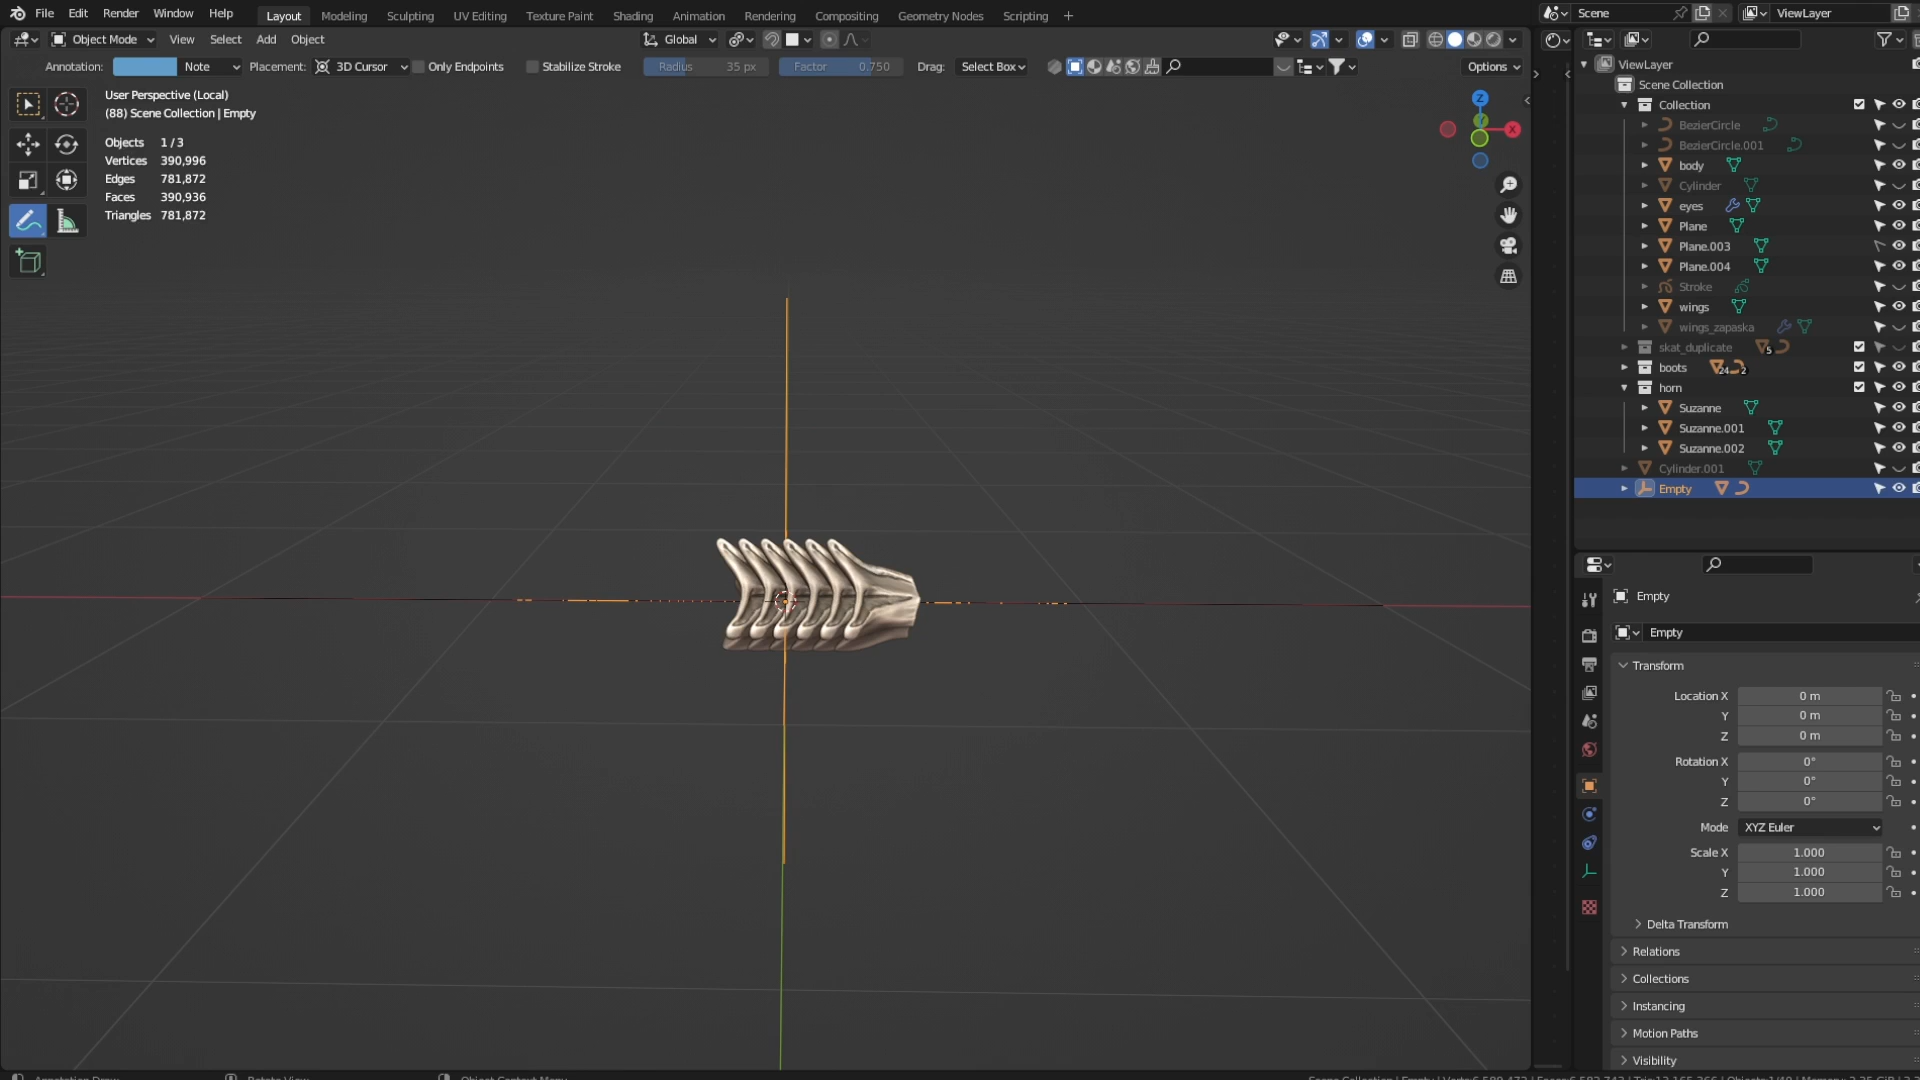 File Edit Render Window Help Layout Modeling Sculpting UV Editing Texture Paint Shading Animation Rendering Compositing Geometry Nodes Scripting + Scene ViewLayer
Object Mode View Select Add Object Global
Annotation: Note Placement: 3D Cursor Only Endpoints Stabilize Stroke Radius 35 px Factor 0.750 Drag: Select Box Options
User Perspective (Local)
(88) Scene Collection | Empty
Objects 1 / 3
Vertices 390,996
Edges 781,872
Faces 390,936
Triangles 781,872
Z
Y
X
ViewLayer
Scene Collection
Collection
BezierCircle
BezierCircle.001
body
Cylinder
eyes
Plane
Plane.003
Plane.004
Stroke
wings
wings_zapaska
skat_duplicate 5
boots 24 2
horn
Suzanne
Suzanne.001
Suzanne.002
Cylinder.001
Empty
Empty
Empty
Transform
Location X 0 m
Y 0 m
Z 0 m
Rotation X 0°
Y 0°
Z 0°
Mode XYZ Euler
Scale X 1.000
Y 1.000
Z 1.000
Delta Transform
Relations
Collections
Instancing
Motion Paths
Visibility